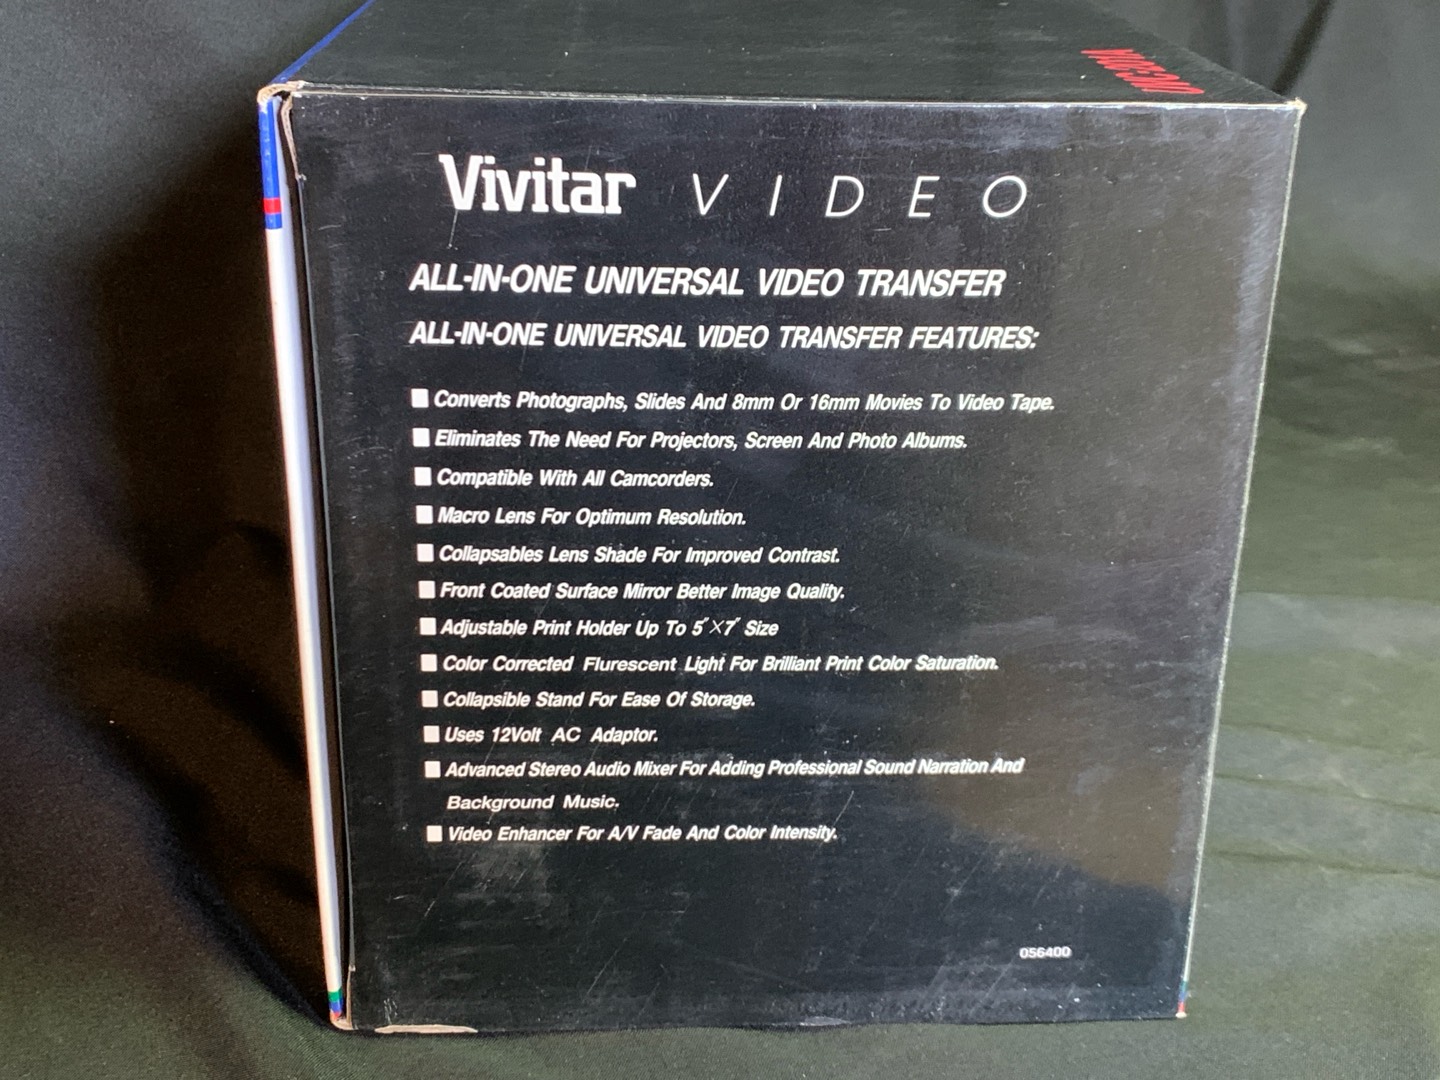 Vivitar VIDEO
ALL-IN-ONE UNIVERSAL VIDEO TRANSFER
ALL-IN-ONE UNIVERSAL VIDEO TRANSFER FEATURES:
■ Converts Photographs, Slides And 8mm Or 16mm Movies To Video Tape.
■ Eliminates The Need For Projectors, Screen And Photo Albums.
■ Compatible With All Camcorders.
■ Macro Lens For Optimum Resolution.
■ Collapsables Lens Shade For Improved Contrast.
■ Front Coated Surface Mirror Better Image Quality.
■ Adjustable Print Holder Up To 5"×7" Size
■ Color Corrected Flurescent Light For Brilliant Print Color Saturation.
■ Collapsible Stand For Ease Of Storage.
■ Uses 12Volt AC Adaptor.
■ Advanced Stereo Audio Mixer For Adding Professional Sound Narration And
Background Music.
■ Video Enhancer For A/V Fade And Color Intensity.
056400